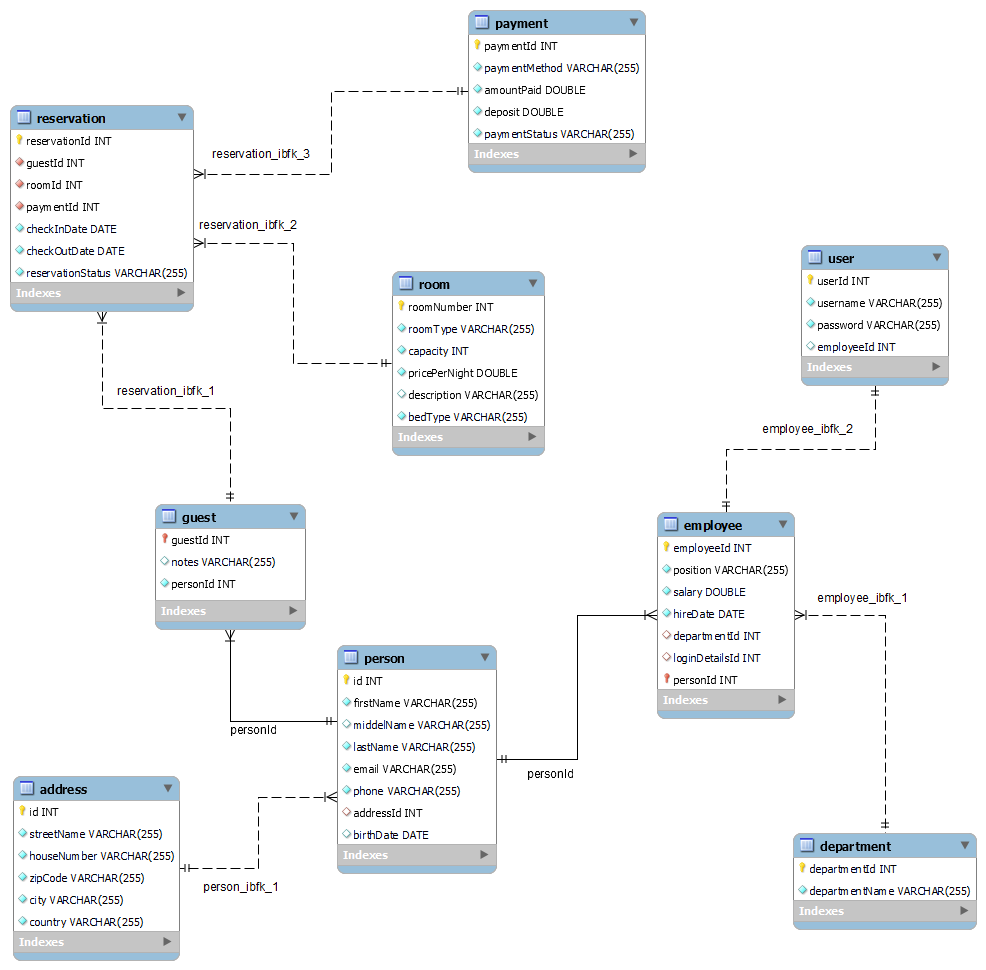 payment
paymentId INT
paymentMethod VARCHAR(255)
amountPaid DOUBLE
deposit DOUBLE
paymentStatus VARCHAR(255)
Indexes
reservation
reservationId INT
guestId INT
roomId INT
paymentId INT
checkInDate DATE
checkOutDate DATE
reservationStatus VARCHAR(255)
Indexes
reservation_ibfk_3
reservation_ibfk_2
room
roomNumber INT
roomType VARCHAR(255)
capacity INT
pricePerNight DOUBLE
description VARCHAR(255)
bedType VARCHAR(255)
Indexes
user
userId INT
username VARCHAR(255)
password VARCHAR(255)
employeeId INT
Indexes
reservation_ibfk_1
employee_ibfk_2
guest
guestId INT
notes VARCHAR(255)
personId INT
Indexes
employee
employeeId INT
position VARCHAR(255)
salary DOUBLE
hireDate DATE
departmentId INT
loginDetailsId INT
personId INT
Indexes
employee_ibfk_1
person
id INT
firstName VARCHAR(255)
middelName VARCHAR(255)
lastName VARCHAR(255)
email VARCHAR(255)
phone VARCHAR(255)
addressId INT
birthDate DATE
Indexes
personId
personId
address
id INT
streetName VARCHAR(255)
houseNumber VARCHAR(255)
zipCode VARCHAR(255)
city VARCHAR(255)
country VARCHAR(255)
Indexes
person_ibfk_1
department
departmentId INT
departmentName VARCHAR(255)
Indexes